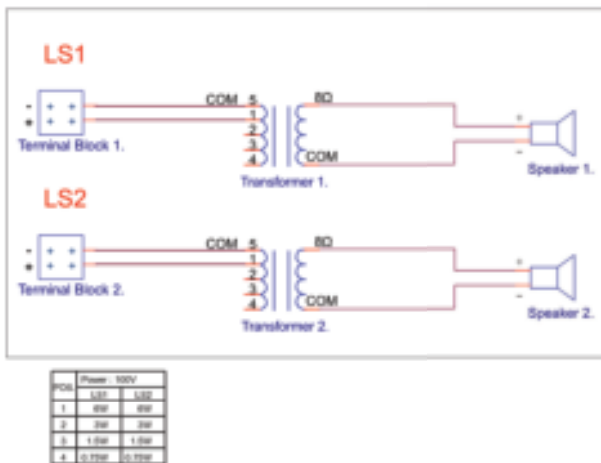 LS1
COM 5 8Ω
- 1 +
+ 2
Terminal Block 1. 3 -
4 COM Speaker 1.
Transformer 1.
LS2
COM 5 8Ω
- 1 +
+ 2
Terminal Block 2. 3 -
4 COM Speaker 2.
Transformer 2.
POS. Power : 100V
LS1 LS2
1 6W 6W
2 3W 3W
3 1.5W 1.5W
4 0.75W 0.75W